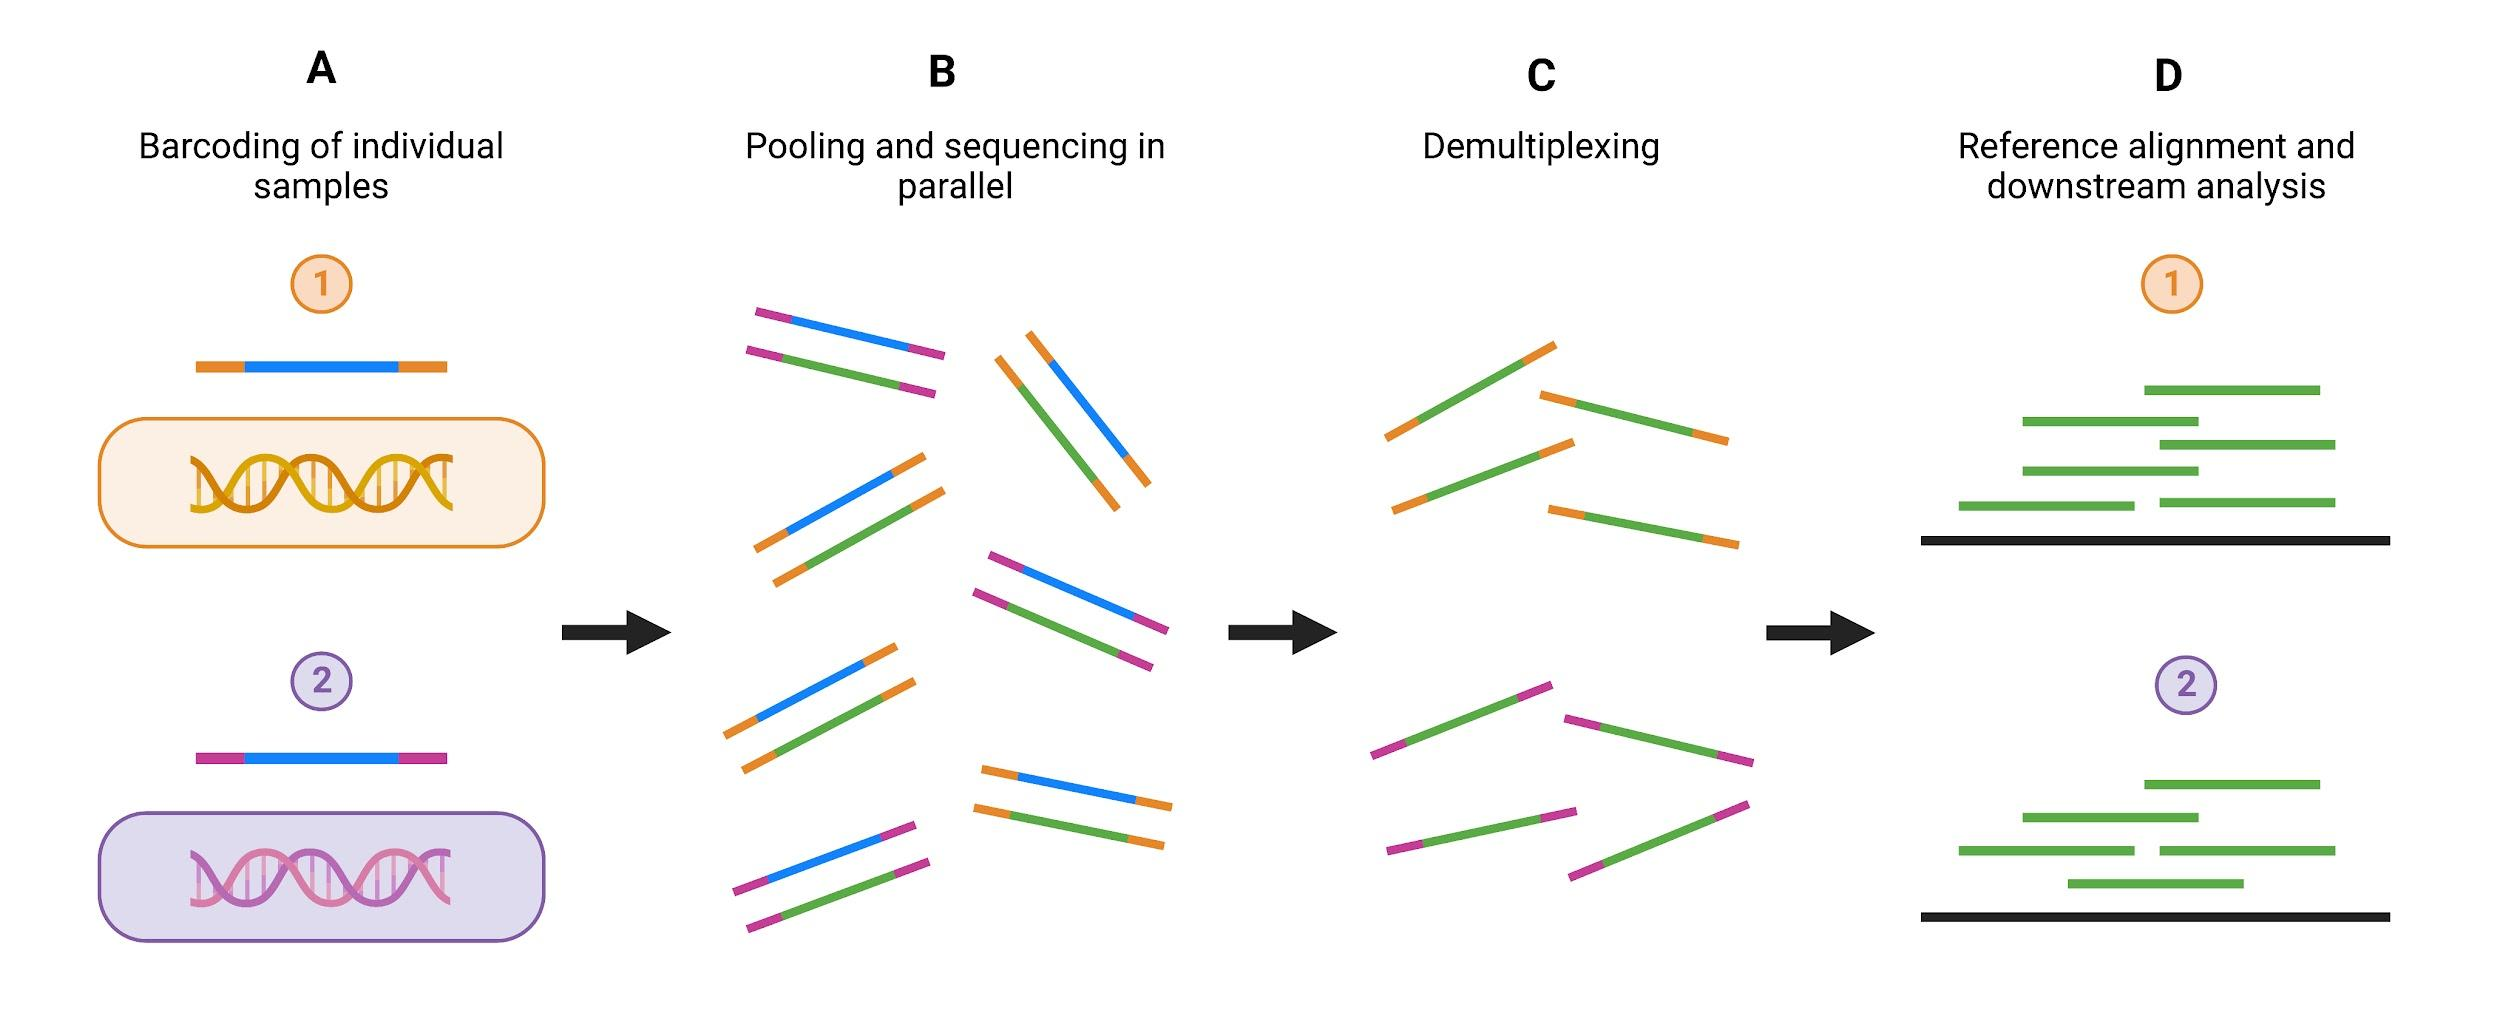 A
Barcoding of individual
samples
1
2
B
Pooling and sequencing in
parallel
C
Demultiplexing
D
Reference alignment and
downstream analysis
1
2